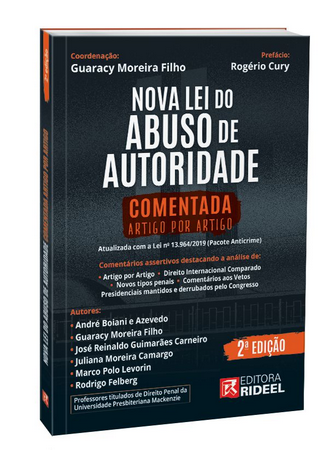 Coordenação:
Guaracy Moreira Filho
Prefácio:
Rogério Cury
NOVA LEI DO
ABUSO DE
AUTORIDADE
COMENTADA
ARTIGO POR ARTIGO
Atualizada com a Lei nº 13.964/2019 (Pacote Anticrime)
Comentários assertivos destacando a análise de:
• Artigo por Artigo • Direito Internacional Comparado
• Novos tipos penais • Comentários aos Vetos
Presidenciais mantidos e derrubados pelo Congresso
Autores:
• André Boiani e Azevedo
• Guaracy Moreira Filho
• José Reinaldo Guimarães Carneiro
• Juliana Moreira Camargo
• Marco Polo Levorin
• Rodrigo Felberg
Professores titulados de Direito Penal da
Universidade Presbiteriana Mackenzie
2ª EDIÇÃO
EDITORA
RIDEEL